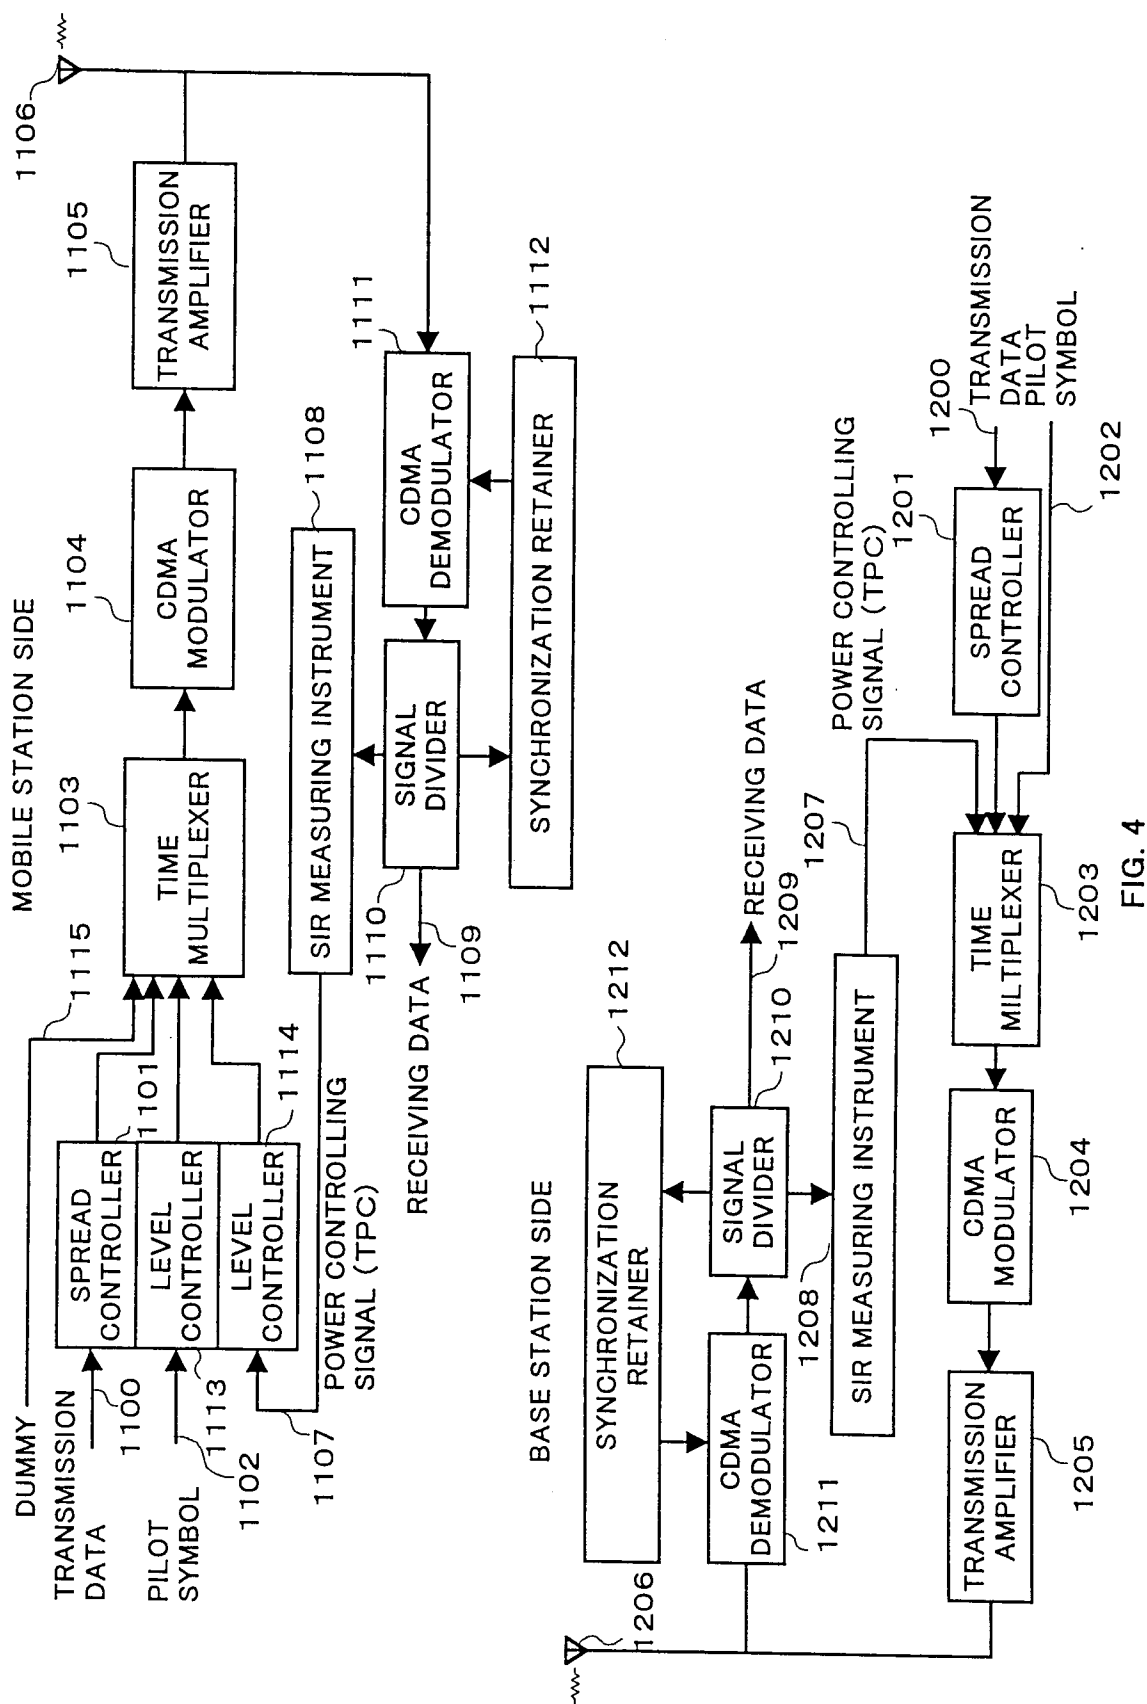 MOBILE STATION SIDE
DUMMY
1115
TRANSMISSION
DATA
1100
SPREAD
CONTROLLER
1101
PILOT
SYMBOL
1102
LEVEL
CONTROLLER
1113
LEVEL
CONTROLLER
1114
1107
POWER CONTROLLING
SIGNAL (TPC)
TIME
MULTIPLEXER
1103
CDMA
MODULATOR
1104
TRANSMISSION
AMPLIFIER
1105
1106
SIR MEASURING INSTRUMENT
1108
RECEIVING DATA
1109
SIGNAL
DIVIDER
1110
CDMA
DEMODULATOR
1111
SYNCHRONIZATION RETAINER
1112
BASE STATION SIDE
1206
SYNCHRONIZATION
RETAINER
1212
CDMA
DEMODULATOR
1211
SIGNAL
DIVIDER
1210
RECEIVING DATA
1209
SIR MEASURING INSTRUMENT
1208
1207
POWER CONTROLLING
SIGNAL (TPC)
TRANSMISSION
AMPLIFIER
1205
CDMA
MODULATOR
1204
TIME
MILTIPLEXER
1203
SPREAD
CONTROLLER
1201
1200
TRANSMISSION
DATA
PILOT
SYMBOL
1202
FIG. 4